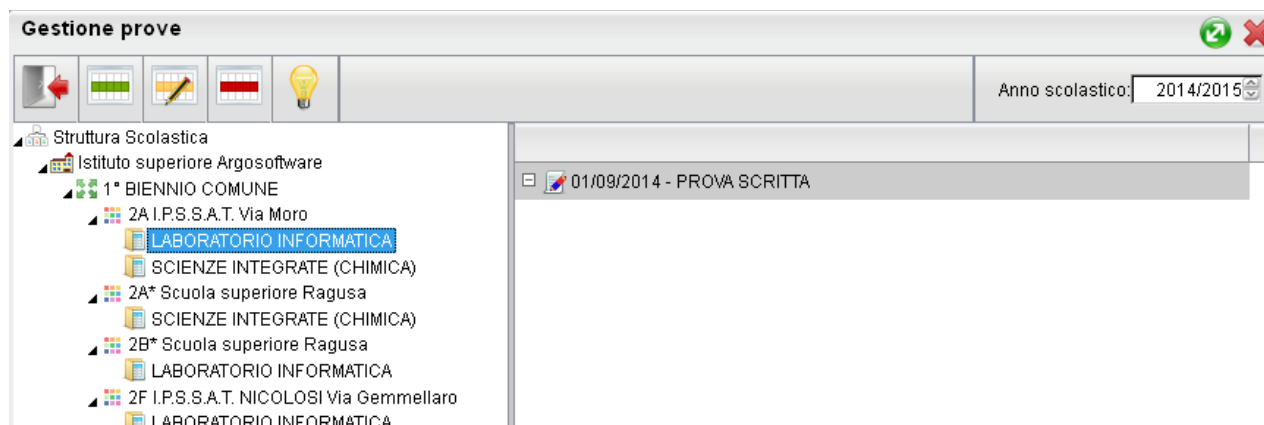 Gestione prove
Anno scolastico: 2014/2015
Struttura Scolastica
Istituto superiore Argosoftware
1° BIENNIO COMUNE
2A I.P.S.S.A.T. Via Moro
LABORATORIO INFORMATICA
SCIENZE INTEGRATE (CHIMICA)
2A* Scuola superiore Ragusa
SCIENZE INTEGRATE (CHIMICA)
2B* Scuola superiore Ragusa
LABORATORIO INFORMATICA
2F I.P.S.S.A.T. NICOLOSI Via Gemmellaro
LABORATORIO INFORMATICA
01/09/2014 - PROVA SCRITTA